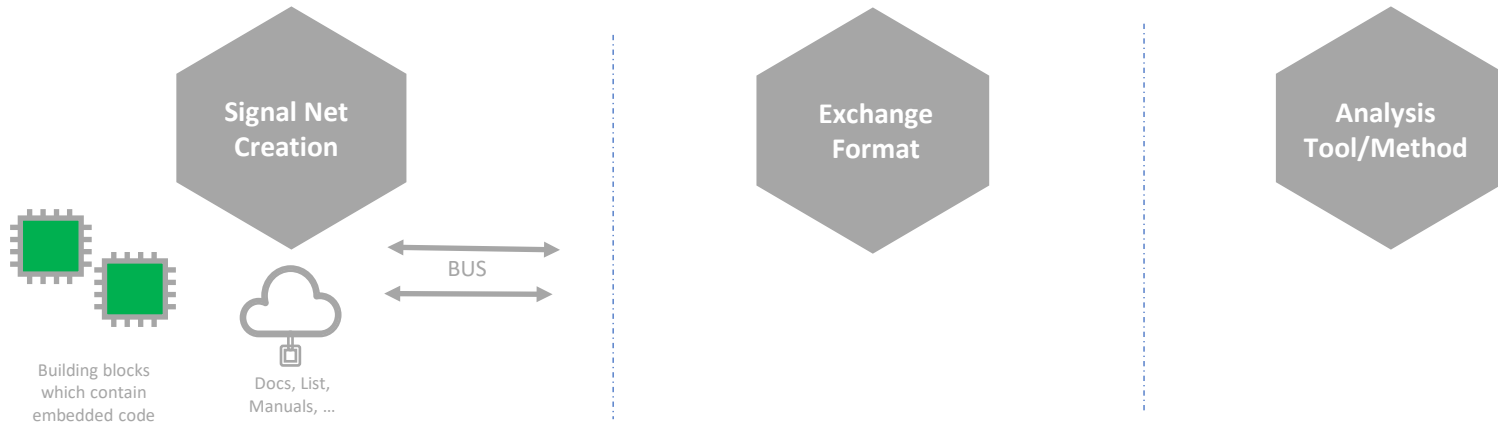 Signal Net
Creation
Exchange
Format
Analysis
Tool/Method
BUS
Building blocks
which contain
embedded code
Docs, List,
Manuals, ...